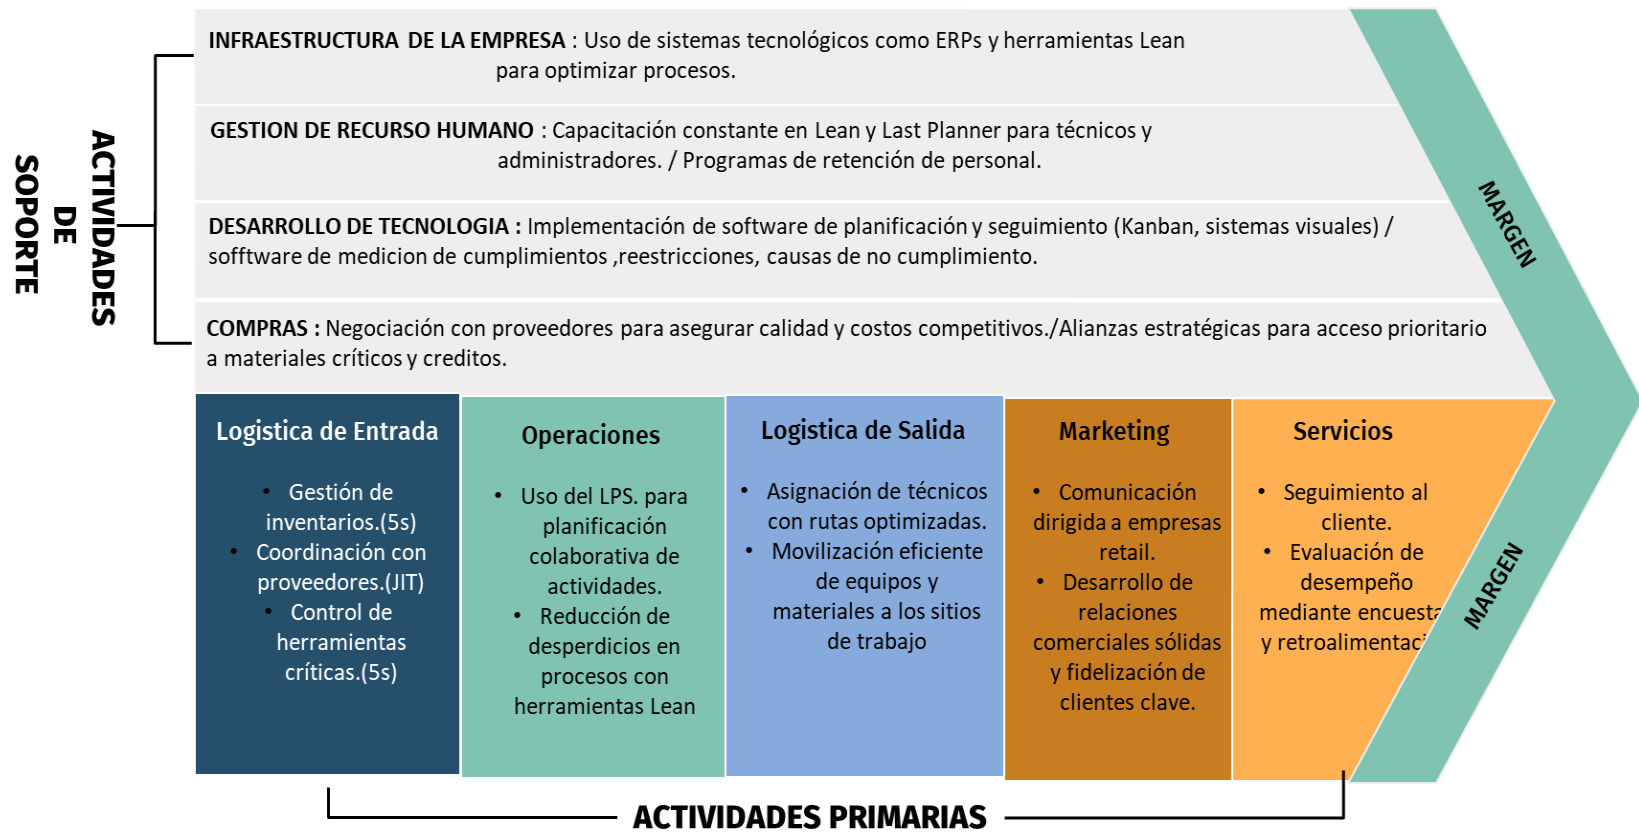 ACTIVIDADES
DE
SOPORTE
INFRAESTRUCTURA DE LA EMPRESA : Uso de sistemas tecnológicos como ERPs y herramientas Lean
para optimizar procesos.
GESTION DE RECURSO HUMANO : Capacitación constante en Lean y Last Planner para técnicos y
administradores. / Programas de retención de personal.
DESARROLLO DE TECNOLOGIA : Implementación de software de planificación y seguimiento (Kanban, sistemas visuales) /
sofftware de medicion de cumplimientos ,reestricciones, causas de no cumplimiento.
COMPRAS : Negociación con proveedores para asegurar calidad y costos competitivos./Alianzas estratégicas para acceso prioritario
a materiales críticos y creditos.
MARGEN
MARGEN
Logistica de Entrada
• Gestión de
inventarios.(5s)
• Coordinación con
proveedores.(JIT)
• Control de
herramientas
críticas.(5s)
Operaciones
• Uso del LPS. para
planificación
colaborativa de
actividades.
• Reducción de
desperdicios en
procesos con
herramientas Lean
Logistica de Salida
• Asignación de técnicos
con rutas optimizadas.
• Movilización eficiente
de equipos y
materiales a los sitios
de trabajo
Marketing
• Comunicación
dirigida a empresas
retail.
• Desarrollo de
relaciones
comerciales sólidas
y fidelización de
clientes clave.
Servicios
• Seguimiento al
cliente.
• Evaluación de
desempeño
mediante encuesta
y retroalimentaci
ACTIVIDADES PRIMARIAS